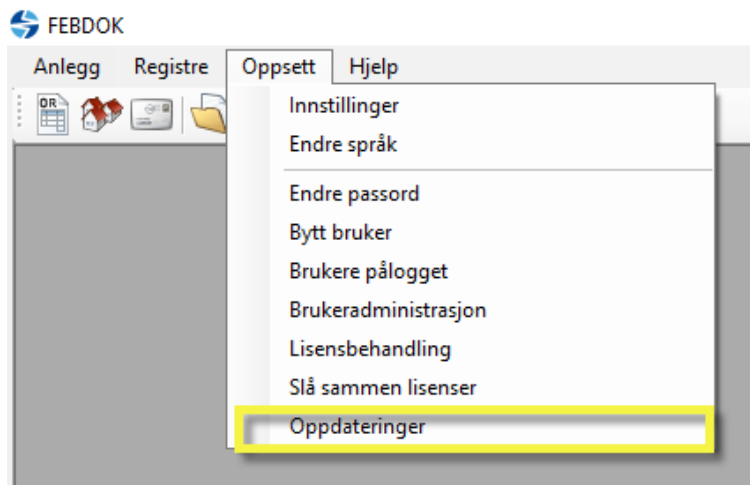 FEBDOK
Anlegg Registre Oppsett Hjelp
OR
Innstillinger
Endre språk
Endre passord
Bytt bruker
Brukere pålogget
Brukeradministrasjon
Lisensbehandling
Slå sammen lisenser
Oppdateringer